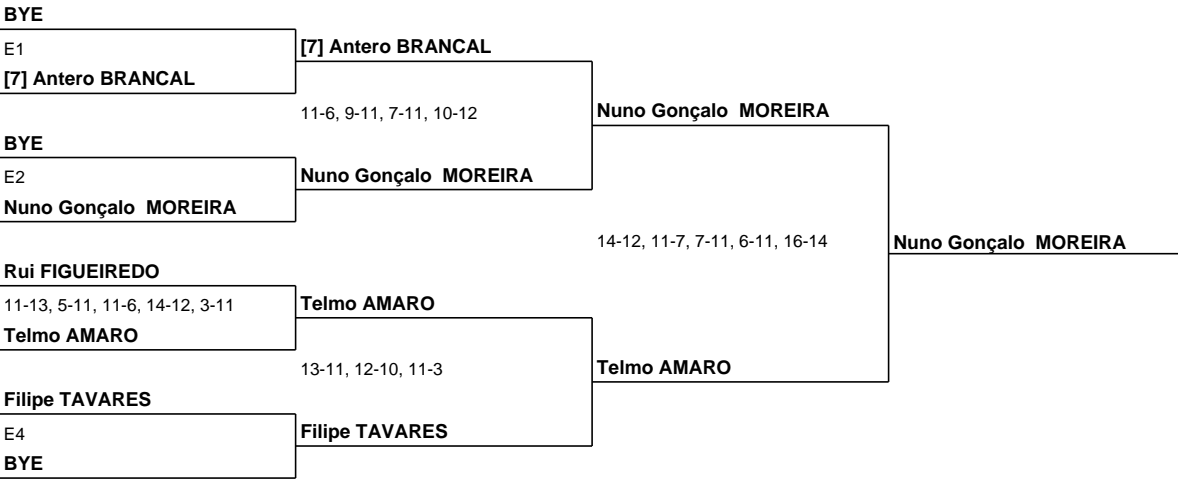 BYE
E1
[7] Antero BRANCAL
[7] Antero BRANCAL
11-6, 9-11, 7-11, 10-12
Nuno Gonçalo  MOREIRA
BYE
E2
Nuno Gonçalo  MOREIRA
Nuno Gonçalo  MOREIRA
14-12, 11-7, 7-11, 6-11, 16-14
Nuno Gonçalo  MOREIRA
Rui FIGUEIREDO
11-13, 5-11, 11-6, 14-12, 3-11
Telmo AMARO
Telmo AMARO
13-11, 12-10, 11-3
Telmo AMARO
Filipe TAVARES
E4
Filipe TAVARES
BYE